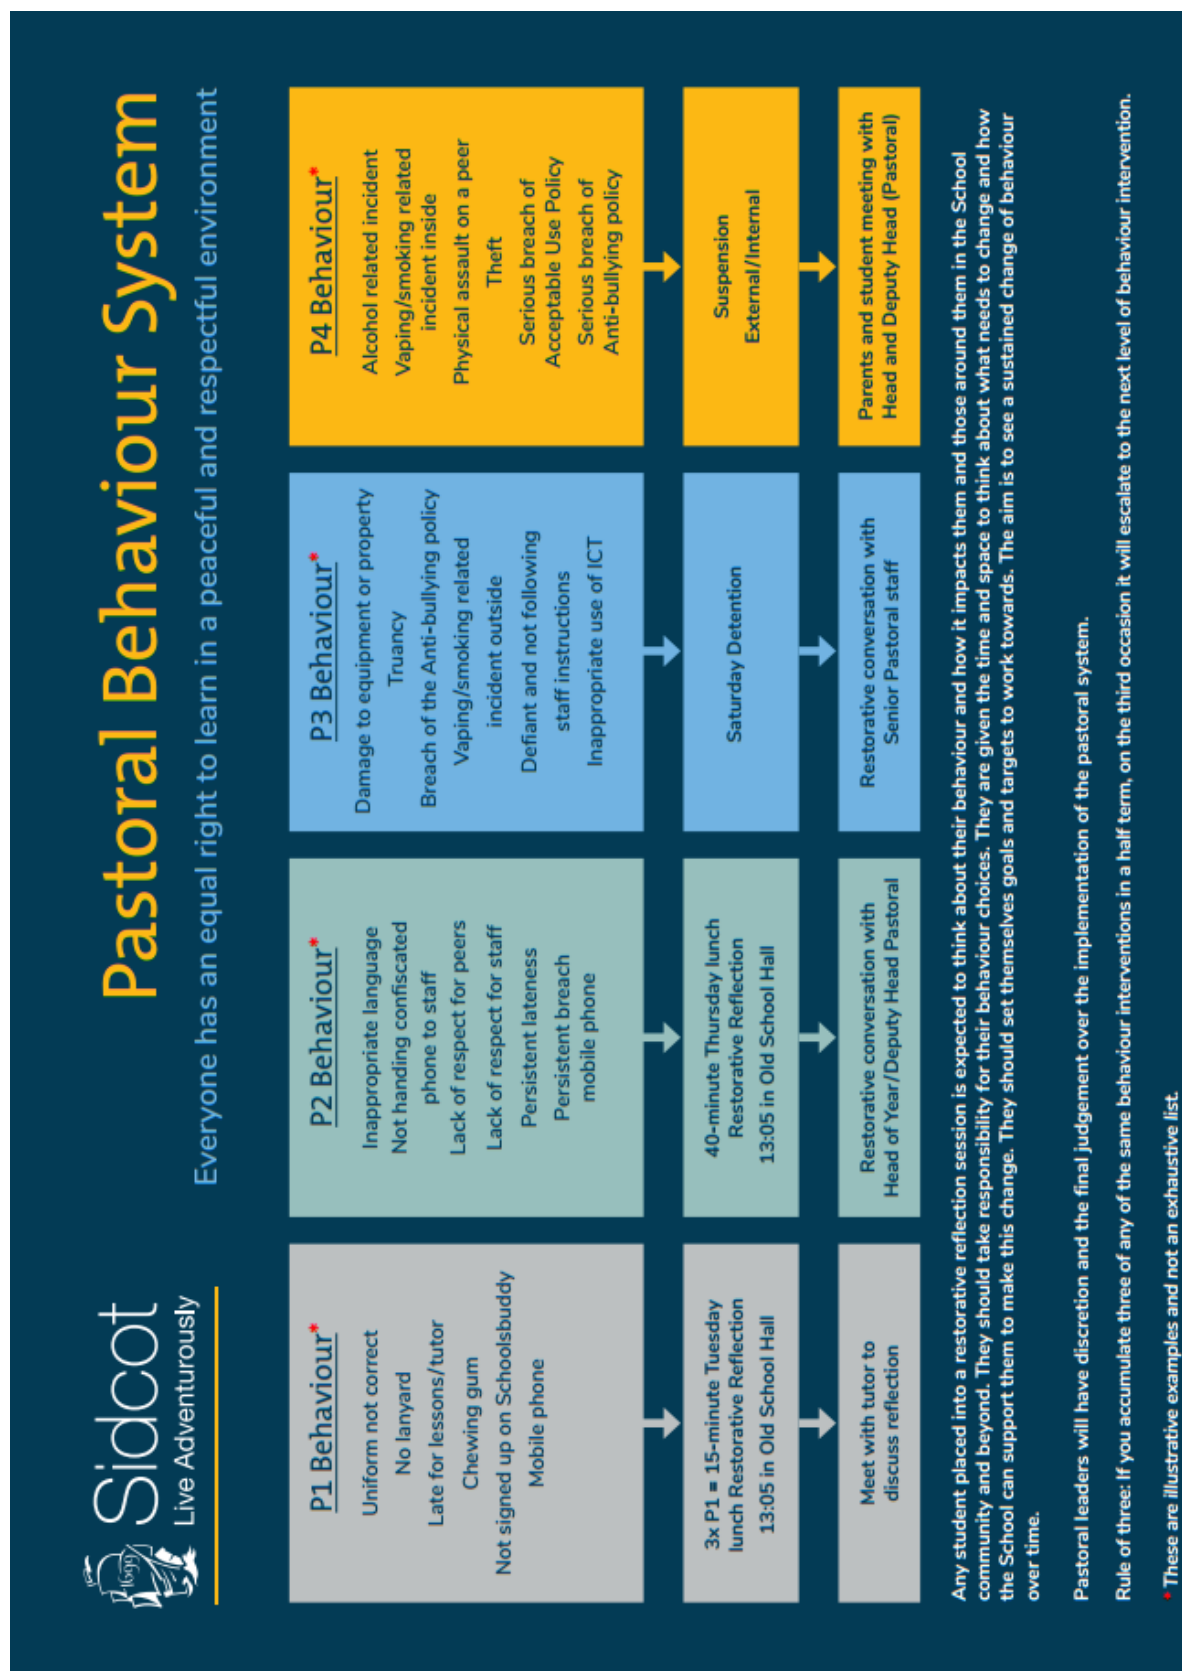 Sidcot
Live Adventurously
1699
Pastoral Behaviour System
Everyone has an equal right to learn in a peaceful and respectful environment
P1 Behaviour*
Uniform not correct
No lanyard
Late for lessons/tutor
Chewing gum
Not signed up on Schoolsbuddy
Mobile phone
3x P1 = 15-minute Tuesday
lunch Restorative Reflection
13:05 in Old School Hall
Meet with tutor to
discuss reflection
P2 Behaviour*
Inappropriate language
Not handing confiscated
phone to staff
Lack of respect for peers
Lack of respect for staff
Persistent lateness
Persistent breach
mobile phone
40-minute Thursday lunch
Restorative Reflection
13:05 in Old School Hall
Restorative conversation with
Head of Year/Deputy Head Pastoral
P3 Behaviour*
Damage to equipment or property
Truancy
Breach of the Anti-bullying policy
Vaping/smoking related
incident outside
Defiant and not following
staff instructions
Inappropriate use of ICT
Saturday Detention
Restorative conversation with
Senior Pastoral staff
P4 Behaviour*
Alcohol related incident
Vaping/smoking related
incident inside
Physical assault on a peer
Theft
Serious breach of
Acceptable Use Policy
Serious breach of
Anti-bullying policy
Suspension
External/Internal
Parents and student meeting with
Head and Deputy Head (Pastoral)
Any student placed into a restorative reflection session is expected to think about their behaviour and how it impacts them and those around them in the School
community and beyond. They should take responsibility for their behaviour choices. They are given the time and space to think about what needs to change and how
the School can support them to make this change. They should set themselves goals and targets to work towards. The aim is to see a sustained change of behaviour
over time.
Pastoral leaders will have discretion and the final judgement over the implementation of the pastoral system.
Rule of three: If you accumulate three of any of the same behaviour interventions in a half term, on the third occasion it will escalate to the next level of behaviour intervention.
* These are illustrative examples and not an exhaustive list.